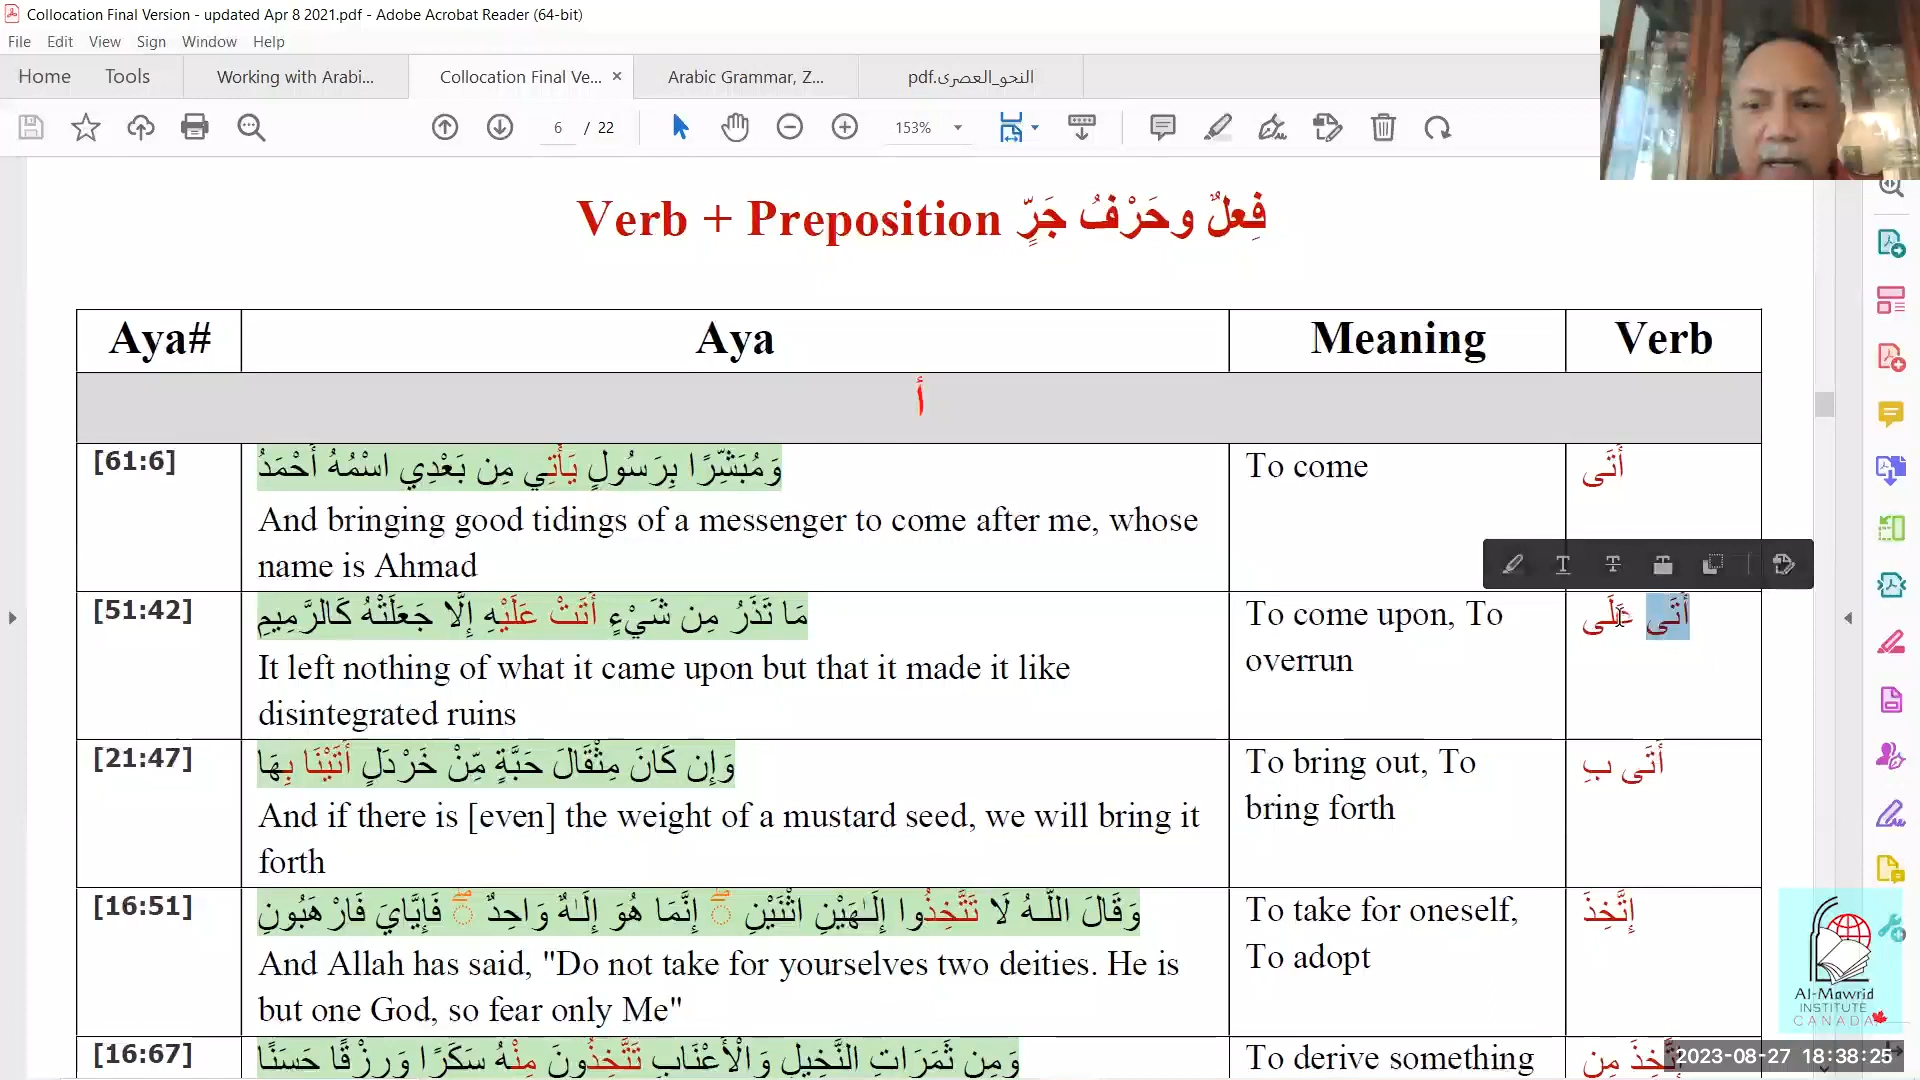 Collocation Final Version - updated Apr 8 2021.pdf - Adobe Acrobat Reader (64-bit)
File Edit View Sign Window Help
Home Tools Working with Arabi... Collocation Final Ve... × Arabic Grammar, Z... النحو_العصرى.pdf
6 / 22 153%
Verb + Preposition فِعلٌ وحَرْفُ جَرٍّ
Aya# Aya Meaning Verb
أ
[61:6] وَمُبَشِّرًا بِرَسُولٍ يَأْتِي مِن بَعْدِي اسْمُهُ أَحْمَدُ To come أَتَى
And bringing good tidings of a messenger to come after me, whose
name is Ahmad
[51:42] مَا تَذَرُ مِن شَيْءٍ أَتَتْ عَلَيْهِ إِلَّا جَعَلَتْهُ كَالرَّمِيمِ To come upon, To أَتَى عَلَى
It left nothing of what it came upon but that it made it like overrun
disintegrated ruins
[21:47] وَإِن كَانَ مِثْقَالَ حَبَّةٍ مِّنْ خَرْدَلٍ أَتَيْنَا بِهَا To bring out, To أَتَى بِ
And if there is [even] the weight of a mustard seed, we will bring it bring forth
forth
[16:51] وَقَالَ اللَّـهُ لَا تَتَّخِذُوا إِلَـٰهَيْنِ اثْنَيْنِ ۖ إِنَّمَا هُوَ إِلَـٰهٌ وَاحِدٌ ۖ فَإِيَّايَ فَارْهَبُونِ To take for oneself, إِتَّخِذَ
And Allah has said, "Do not take for yourselves two deities. He is To adopt
but one God, so fear only Me"
[16:67] وَمِن ثَمَرَاتِ النَّخِيلِ وَالْأَعْنَابِ تَتَّخِذُونَ مِنْهُ سَكَرًا وَرِزْقًا حَسَنًا To derive something إِتَّخِذَ مِن
Al-Mawrid
INSTITUTE
CANADA
2023-08-27 18:38:25